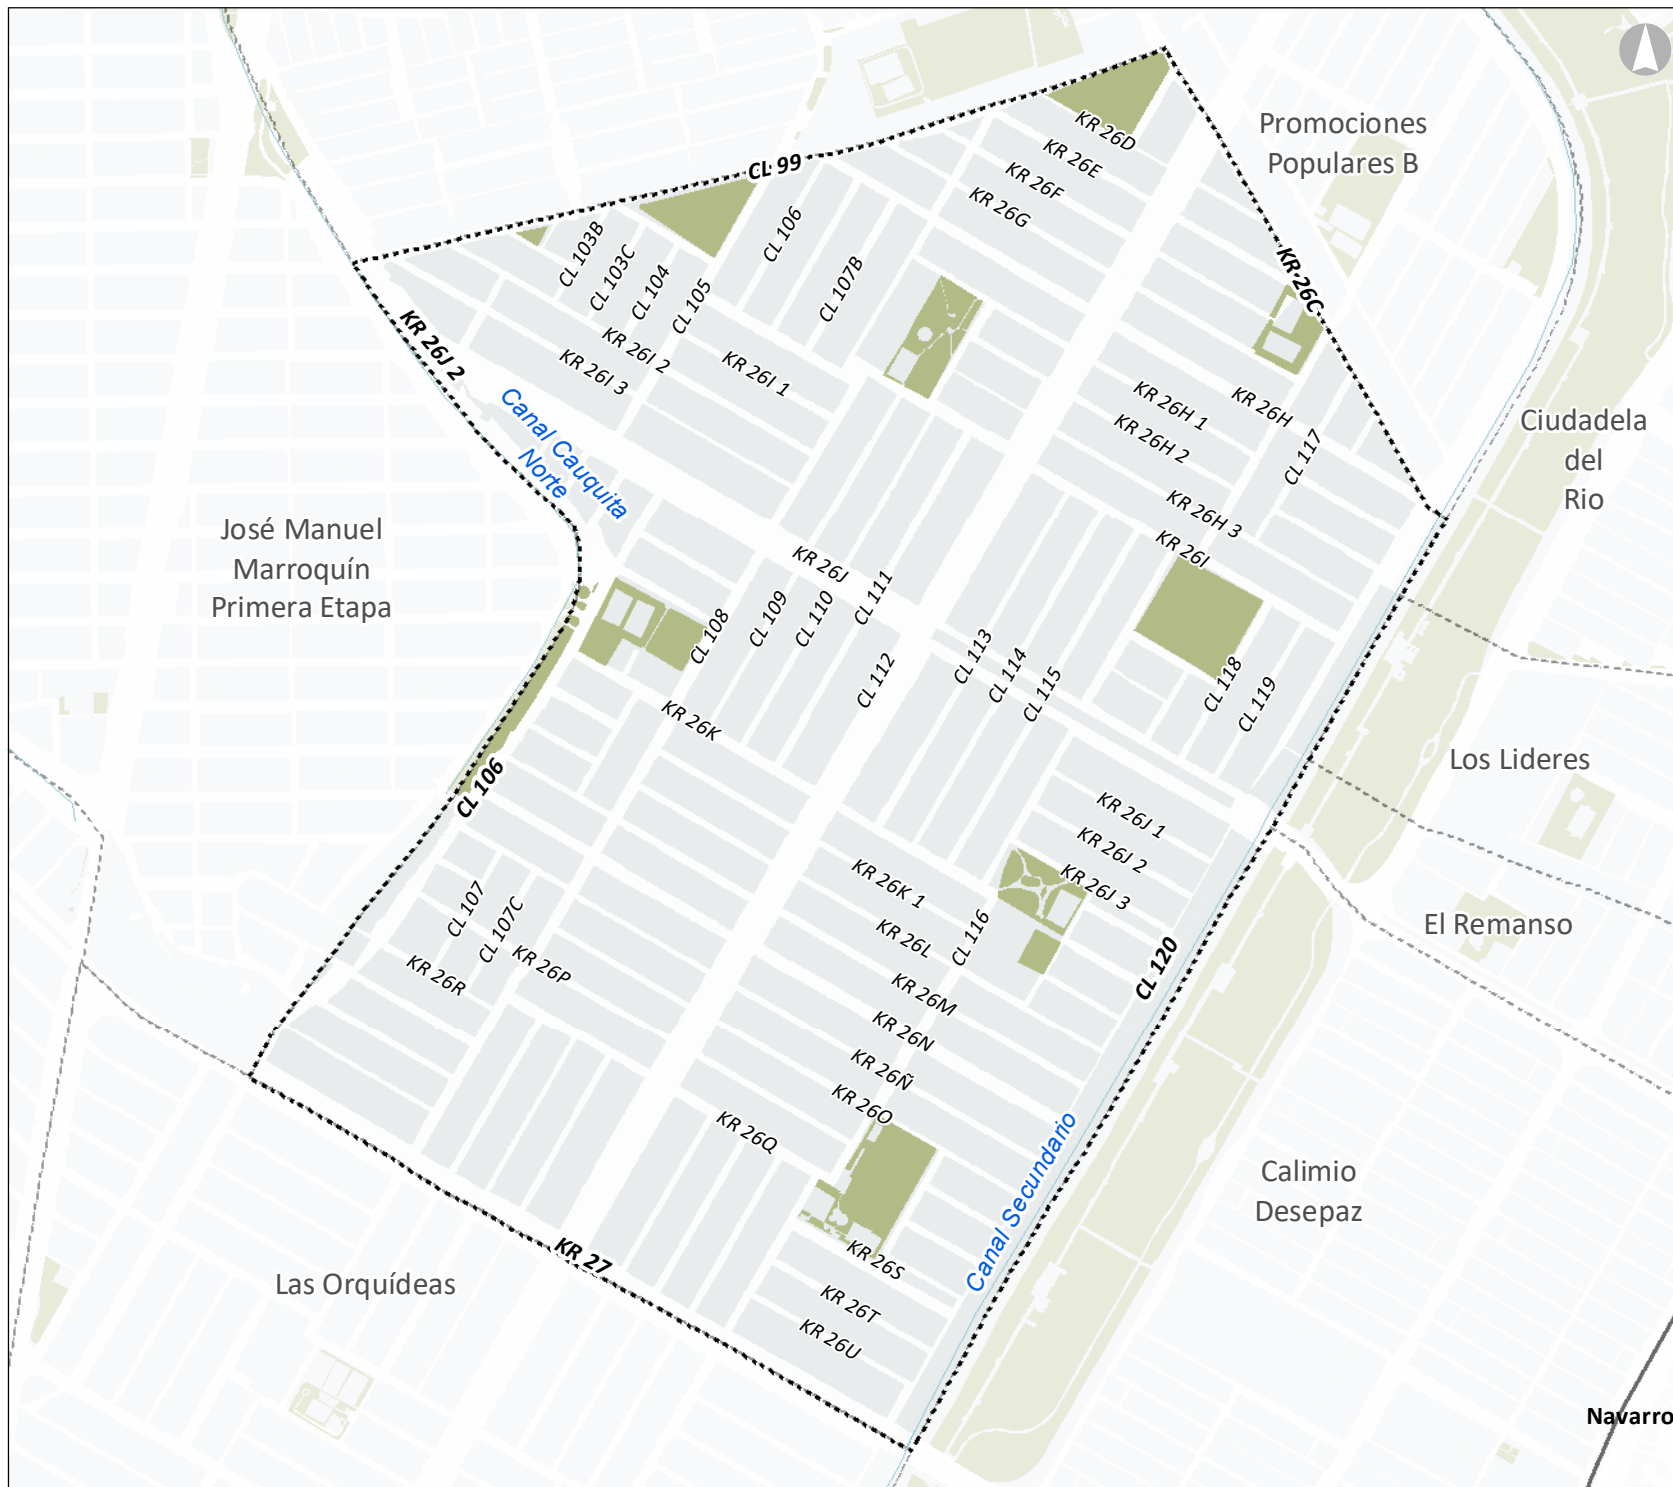 Promociones
Populares B
KR 26D
KR 26E
KR 26F
KR 26G
CL 99
CL 106
CL 103B
CL 103C
CL 104
CL 105
CL 107B
KR 26C
KR 26J 2
KR 26I 2
KR 26I 3
KR 26I 1
Canal Cauquita
Norte
KR 26H
KR 26H 1
KR 26H 2
KR 26H 3
CL 117
KR 26I
Ciudadela
del
Rio
José Manuel
Marroquín
Primera Etapa
KR 26J
CL 108
CL 109
CL 110
CL 111
CL 112
CL 113
CL 114
CL 115
CL 118
CL 119
KR 26K
CL 106
Los Lideres
KR 26J 1
KR 26J 2
KR 26J 3
KR 26K 1
KR 26L
KR 26M
KR 26N
KR 26Ñ
KR 26O
CL 116
El Remanso
CL 120
CL 107
CL 107C
KR 26P
KR 26R
KR 26Q
Canal Secundario
Calimio
Desepaz
KR 26S
KR 26T
KR 26U
KR 27
Las Orquídeas
Navarro